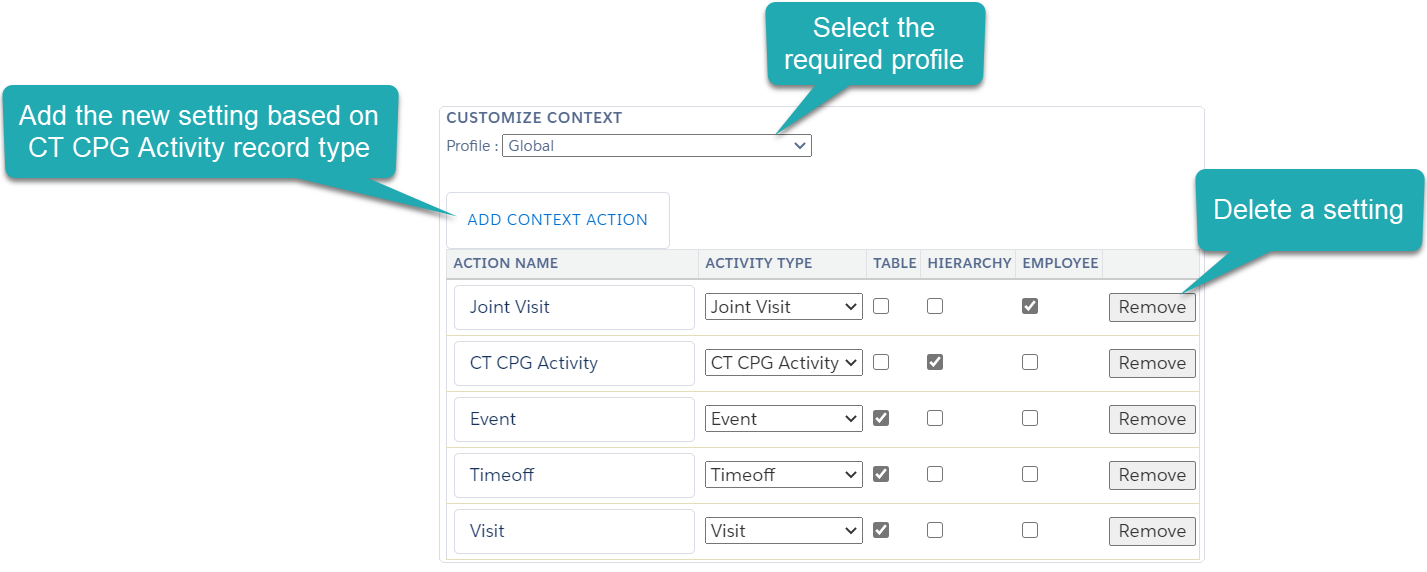 Select the
required profile
Add the new setting based on
CT CPG Activity record type
CUSTOMIZE CONTEXT
Profile : Global
Delete a setting
ADD CONTEXT ACTION
ACTION NAME ACTIVITY TYPE TABLE HIERARCHY EMPLOYEE
Joint Visit Joint Visit Remove
CT CPG Activity CT CPG Activity Remove
Event Event Remove
Timeoff Timeoff Remove
Visit Visit Remove